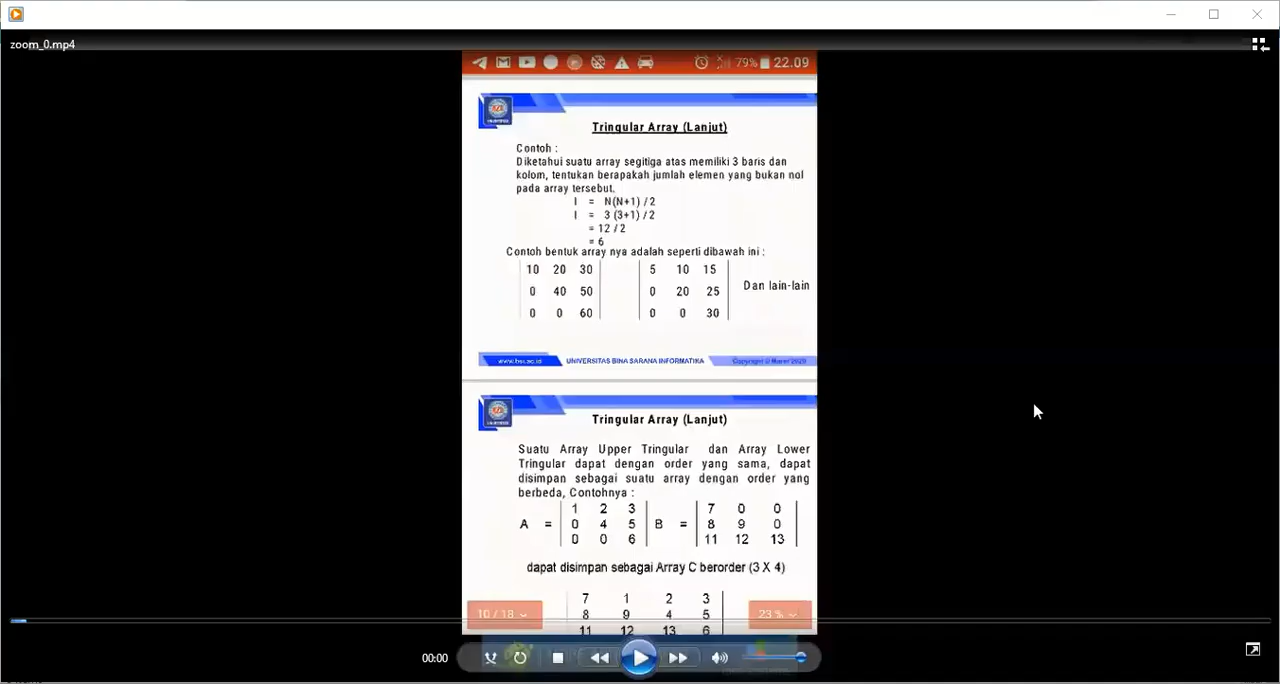 zoom_0.mp4
79% 22.09
Tringular Array (Lanjut)
Contoh :
Diketahui suatu array segitiga atas memiliki 3 baris dan
kolom, tentukan berapakah jumlah elemen yang bukan nol
pada array tersebut.
I = N(N+1) / 2
I = 3 (3+1) / 2
= 12 / 2
= 6
Contoh bentuk array nya adalah seperti dibawah ini :
10 20 30 5 10 15
0 40 50 0 20 25 Dan lain-lain
0 0 60 0 0 30
www.bsi.ac.id UNIVERSITAS BINA SARANA INFORMATIKA Copyright © Maret 2020
Tringular Array (Lanjut)
Suatu Array Upper Tringular dan Array Lower
Tringular dapat dengan order yang sama, dapat
disimpan sebagai suatu array dengan order yang
berbeda, Contohnya :
1 2 3 7 0 0
A = 0 4 5 B = 8 9 0
0 0 6 11 12 13
dapat disimpan sebagai Array C berorder (3 X 4)
7 1 2 3
10 / 18 8 9 4 5 23 %
11 12 13 6
00:00